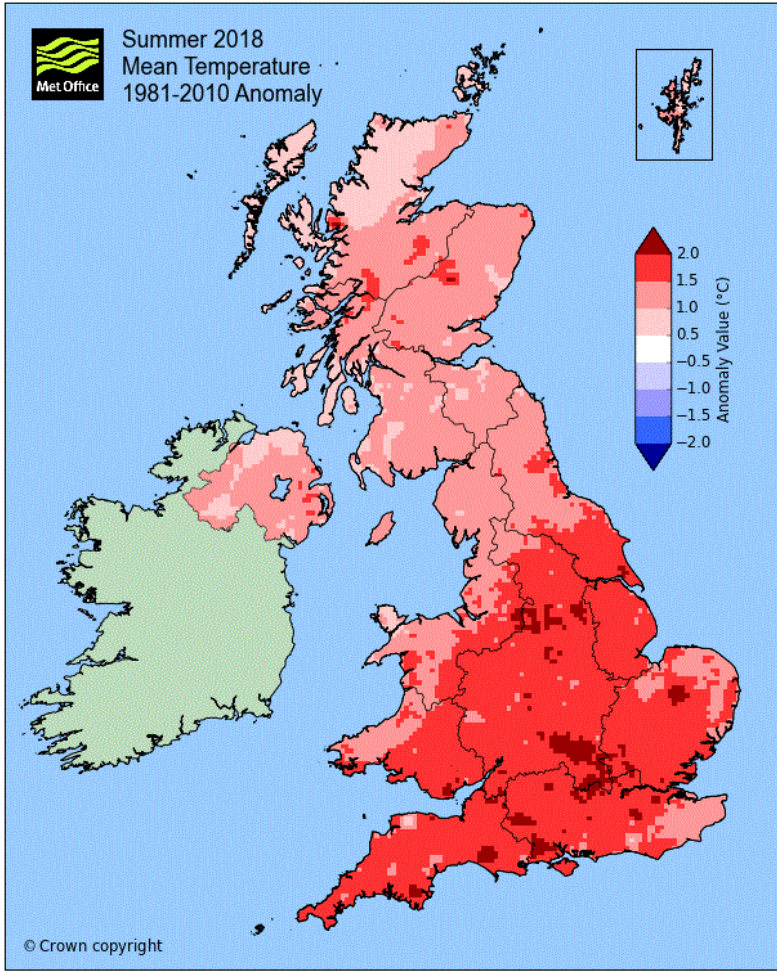 Summer 2018
Mean Temperature
1981-2010 Anomaly
Met Office
2.0
1.5
1.0
0.5
−0.5
−1.0
−1.5
−2.0
Anomaly Value (°C)
© Crown copyright